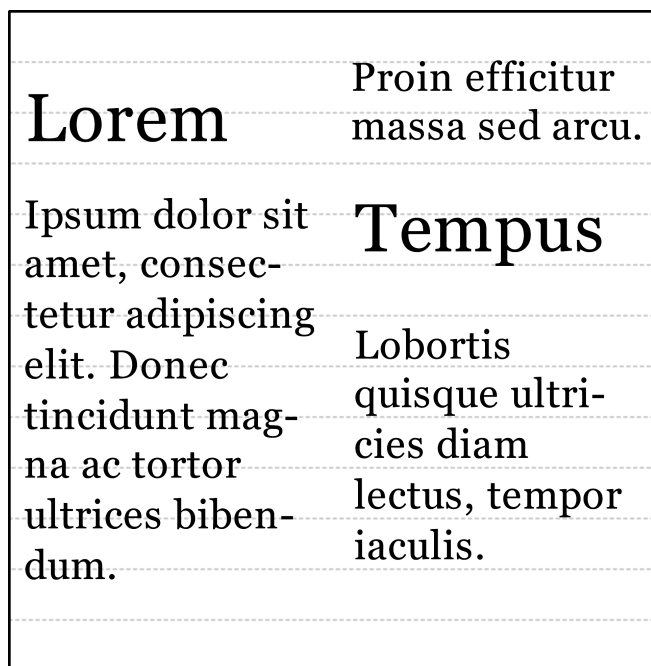 Lorem
Ipsum dolor sit
amet, consec-
tetur adipiscing
elit. Donec
tincidunt mag-
na ac tortor
ultrices biben-
dum.
Proin efficitur
massa sed arcu.
Tempus
Lobortis
quisque ultri-
cies diam
lectus, tempor
iaculis.